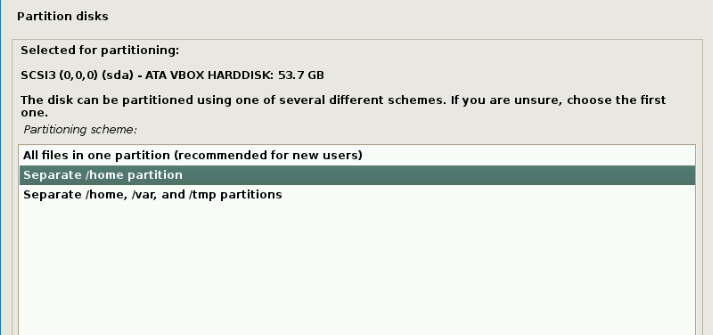 Partition disks
Selected for partitioning:
SCSI3 (0,0,0) (sda) - ATA VBOX HARDDISK: 53.7 GB
The disk can be partitioned using one of several different schemes. If you are unsure, choose the first
one.
Partitioning scheme:
All files in one partition (recommended for new users)
Separate /home partition
Separate /home, /var, and /tmp partitions